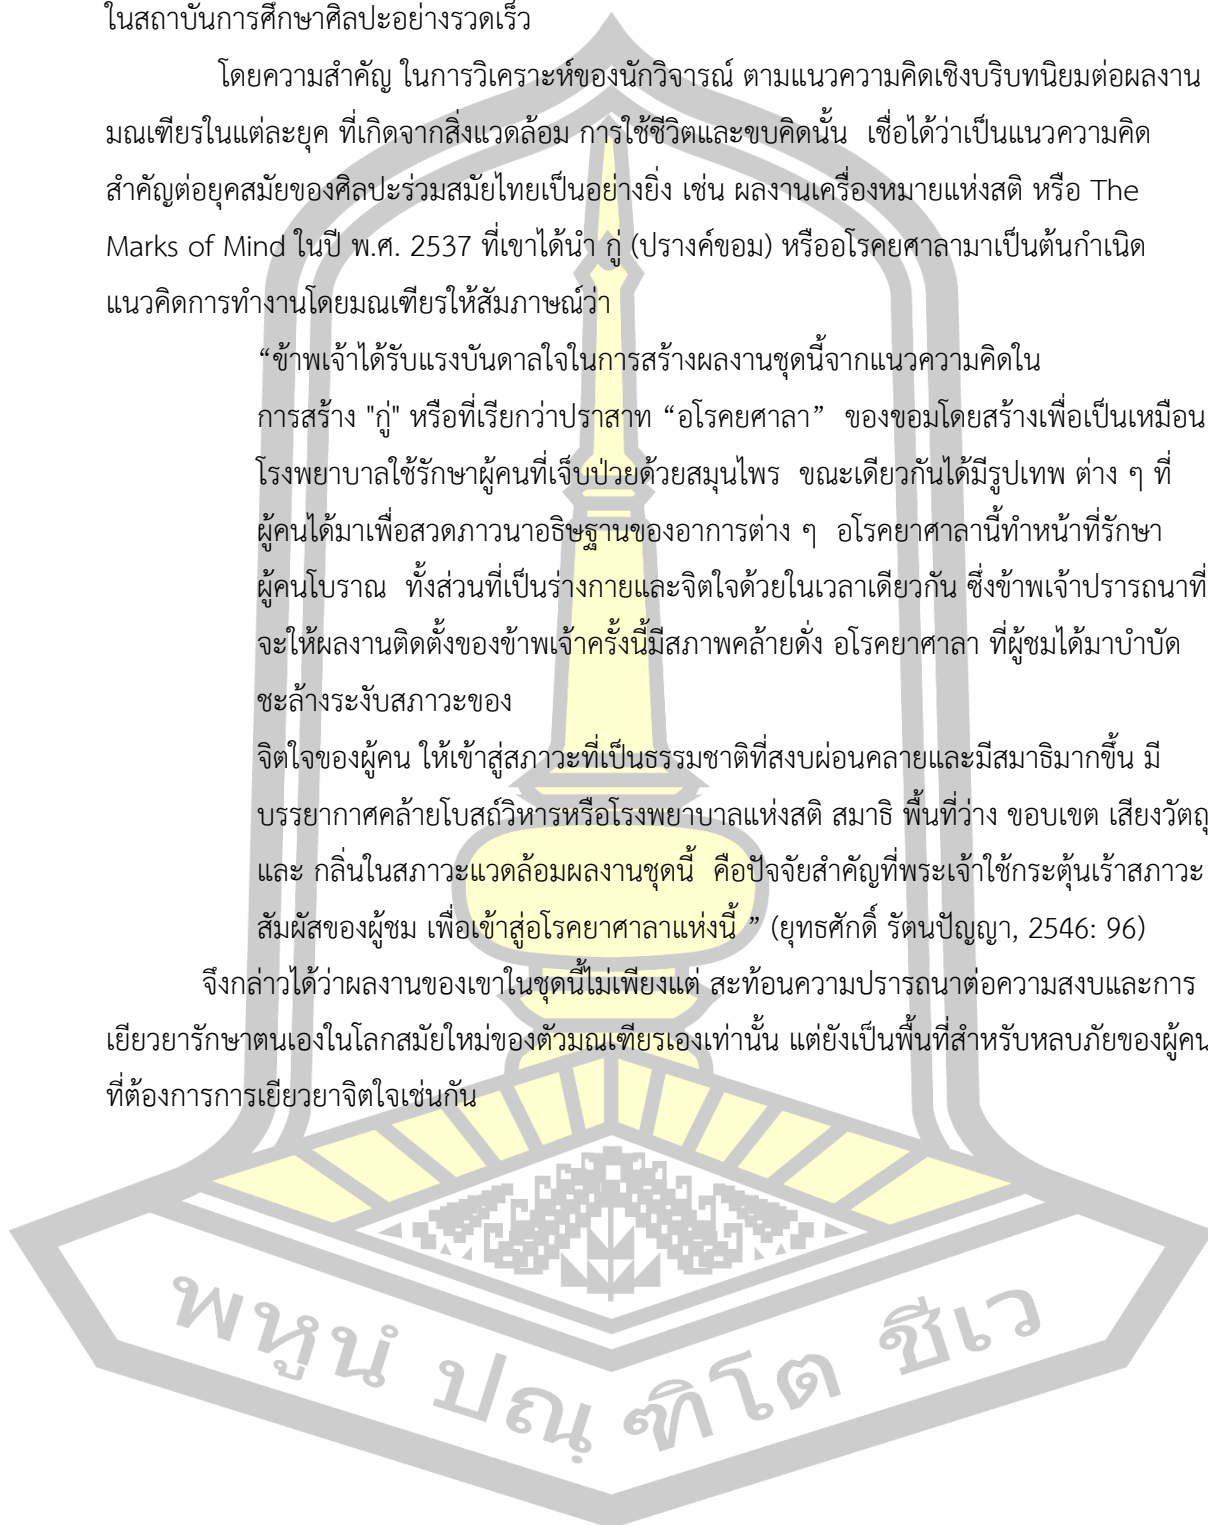 ในสถาบันการศึกษาศิลปะอย่างรวดเร็ว
โดยความสำคัญ ในการวิเคราะห์ของนักวิจารณ์ ตามแนวความคิดเชิงบริบทนิยมต่อผลงาน
มณเฑียรในแต่ละยุค ที่เกิดจากสิ่งแวดล้อม การใช้ชีวิตและขบคิดนั้น เชื่อได้ว่าเป็นแนวความคิด
สำคัญต่อยุคสมัยของศิลปะร่วมสมัยไทยเป็นอย่างยิ่ง เช่น ผลงานเครื่องหมายแห่งสติ หรือ The
Marks of Mind ในปี พ.ศ. 2537 ที่เขาได้นำ กู่ (ปรางค์ขอม) หรืออโรคยศาลามาเป็นต้นกำเนิด
แนวคิดการทำงานโดยมณเฑียรให้สัมภาษณ์ว่า
“ข้าพเจ้าได้รับแรงบันดาลใจในการสร้างผลงานชุดนี้จากแนวความคิดใน
การสร้าง "กู่" หรือที่เรียกว่าปราสาท “อโรคยศาลา” ของขอมโดยสร้างเพื่อเป็นเหมือน
โรงพยาบาลใช้รักษาผู้คนที่เจ็บป่วยด้วยสมุนไพร ขณะเดียวกันได้มีรูปเทพ ต่าง ๆ ที่
ผู้คนได้มาเพื่อสวดภาวนาอธิษฐานของอาการต่าง ๆ อโรคยาศาลานี้ทำหน้าที่รักษา
ผู้คนโบราณ ทั้งส่วนที่เป็นร่างกายและจิตใจด้วยในเวลาเดียวกัน ซึ่งข้าพเจ้าปรารถนาที่
จะให้ผลงานติดตั้งของข้าพเจ้าครั้งนี้มีสภาพคล้ายดั่ง อโรคยาศาลา ที่ผู้ชมได้มาบำบัด
ชะล้างระงับสภาวะของ
จิตใจของผู้คน ให้เข้าสู่สภาวะที่เป็นธรรมชาติที่สงบผ่อนคลายและมีสมาธิมากขึ้น มี
บรรยากาศคล้ายโบสถ์วิหารหรือโรงพยาบาลแห่งสติ สมาธิ พื้นที่ว่าง ขอบเขต เสียงวัตถุ
และ กลิ่นในสภาวะแวดล้อมผลงานชุดนี้ คือปัจจัยสำคัญที่พระเจ้าใช้กระตุ้นเร้าสภาวะ
สัมผัสของผู้ชม เพื่อเข้าสู่อโรคยาศาลาแห่งนี้ ” (ยุทธศักดิ์ รัตนปัญญา, 2546: 96)
จึงกล่าวได้ว่าผลงานของเขาในชุดนี้ไม่เพียงแต่ สะท้อนความปรารถนาต่อความสงบและการ
เยียวยารักษาตนเองในโลกสมัยใหม่ของตัวมณเฑียรเองเท่านั้น แต่ยังเป็นพื้นที่สำหรับหลบภัยของผู้คน
ที่ต้องการการเยียวยาจิตใจเช่นกัน
พหูนํ ปณฺฑิโต ชีเว